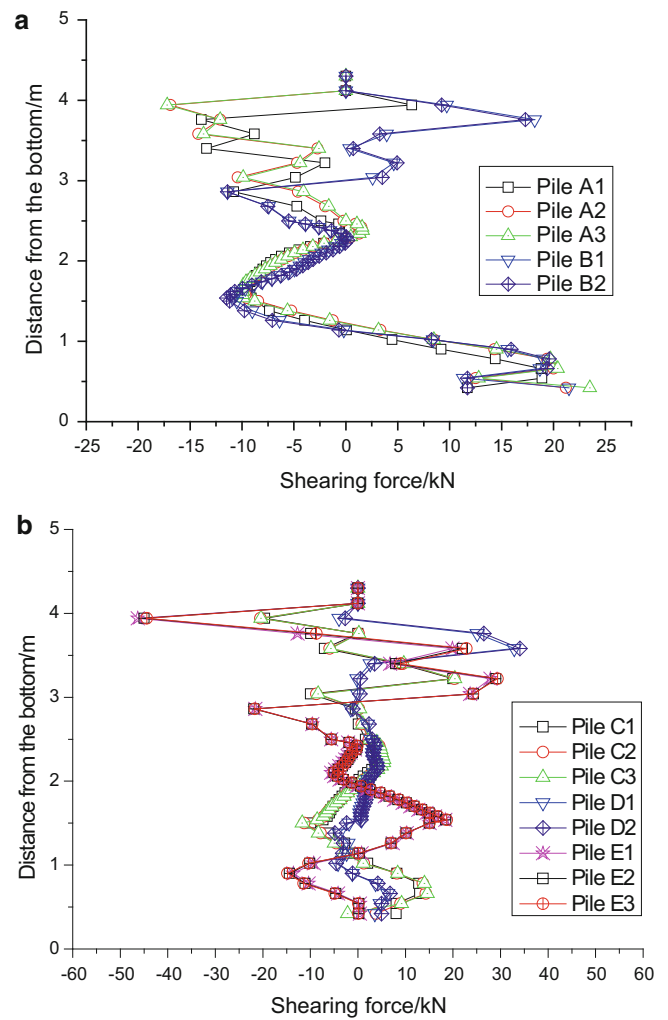 a
5
4
3
2
1
0
Distance from the bottom/m
Pile A1
Pile A2
Pile A3
Pile B1
Pile B2
-25 -20 -15 -10 -5 0 5 10 15 20 25
Shearing force/kN
b
5
4
3
2
1
0
Distance from the bottom/m
Pile C1
Pile C2
Pile C3
Pile D1
Pile D2
Pile E1
Pile E2
Pile E3
-60 -50 -40 -30 -20 -10 0 10 20 30 40 50 60
Shearing force/kN